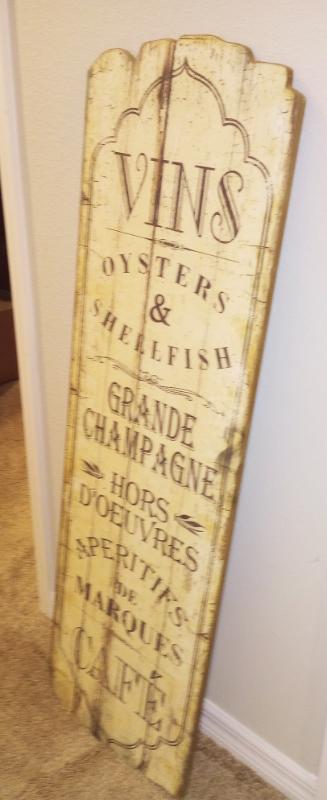 VINS
OYSTERS
&
SHELLFISH
GRANDE
CHAMPAGNE
HORS
D'OEUVRES
APERITIFS
DE
MARQUES
CAFÉ